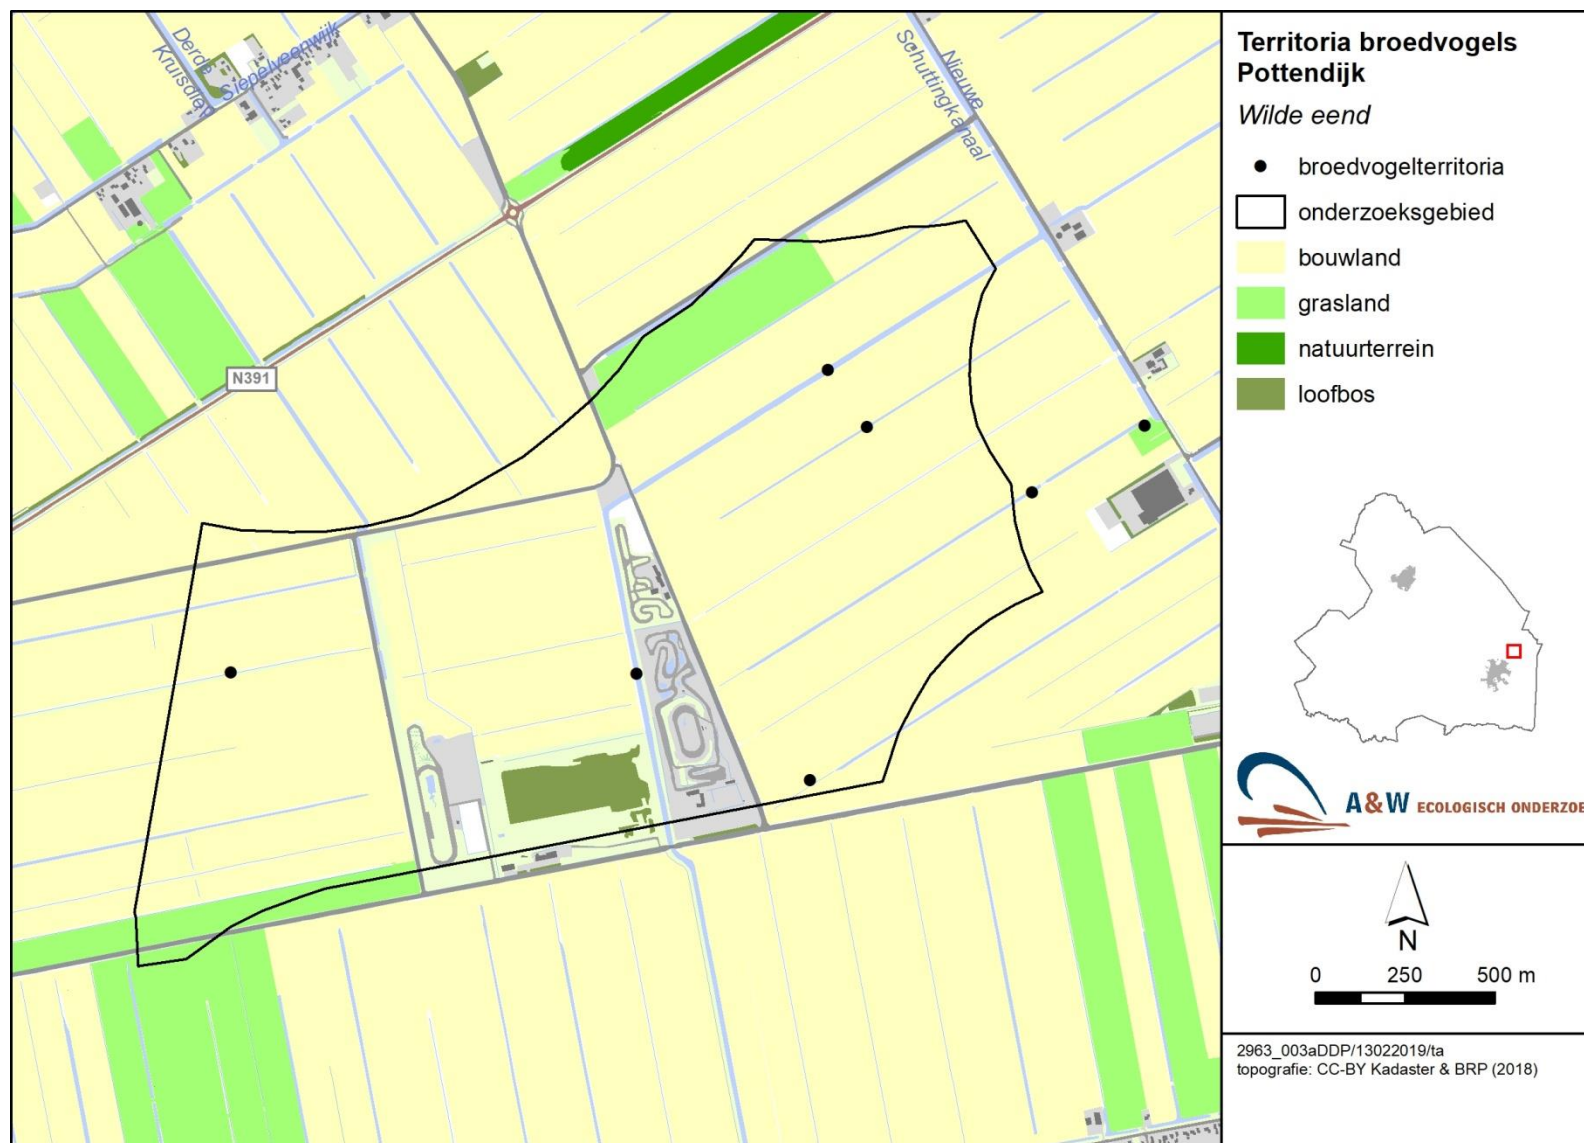 Derde
Kruisdiep
Siepelveenwijk
Nieuwe
Schuttingkanaal
N391
Territoria broedvogels
Pottendijk
Wilde eend
broedvogelterritoria
onderzoeksgebied
bouwland
grasland
natuurterrein
loofbos
A&W ECOLOGISCH ONDERZOE
N
0 250 500 m
2963_003aDDP/13022019/ta
topografie: CC-BY Kadaster & BRP (2018)